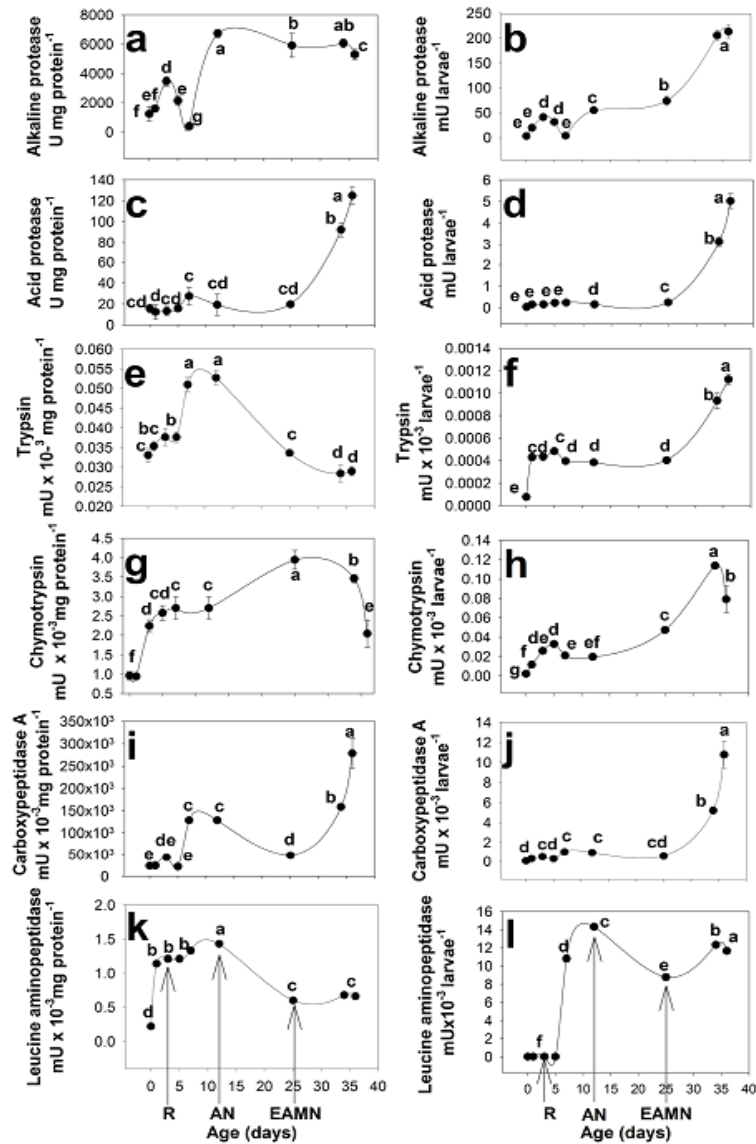 a
Alkaline protease
U mg protein-1
8000
6000
4000
2000
0
f
ef
d
e
g
a
b
ab
c
b
Alkaline protease
mU larvae-1
250
200
150
100
50
0
e
e
d
d
e
c
b
a
c
Acid protease
U mg protein-1
140
120
100
80
60
40
20
0
cd
d
cd
c
cd
cd
b
a
d
Acid protease
mU larvae-1
6
5
4
3
2
1
0
e
e
e
e
d
c
b
a
e
Trypsin
mU x 10-3 mg protein-1
0.060
0.055
0.050
0.045
0.040
0.035
0.030
0.025
0.020
c
bc
b
a
a
c
d
d
f
Trypsin
mU x 10-3 larvae-1
0.0014
0.0012
0.0010
0.0008
0.0006
0.0004
0.0002
0.0000
e
cd
c
d
d
d
b
a
g
Chymotrypsin
mU x 10-3 mg protein-1
4.5
4.0
3.5
3.0
2.5
2.0
1.5
1.0
0.5
f
d
cd
c
c
a
b
e
h
Chymotrypsin
mU x 10-3 larvae-1
0.14
0.12
0.10
0.08
0.06
0.04
0.02
0.00
g
f
de
d
e
ef
c
a
b
i
Carboxypeptidase A
mU x 10-3 mg protein-1
350x10³
300x10³
250x10³
200x10³
150x10³
100x10³
50x10³
0
e
de
e
c
c
d
b
a
j
Carboxypeptidase A
mU x 10-3 larvae-1
14
12
10
8
6
4
2
0
d
cd
c
c
cd
b
a
k
Leucine aminopeptidase
mU x 10-3 mg protein-1
2.0
1.5
1.0
0.5
0.0
d
b
b
b
a
c
c
0 5 10 15 20 25 30 35 40
R AN EAMN
Age (days)
l
Leucine aminopeptidase
mUx10-3 larvae-1
16
14
12
10
8
6
4
2
0
f
d
c
e
b
a
0 5 10 15 20 25 30 35 40
R AN EAMN
Age (days)